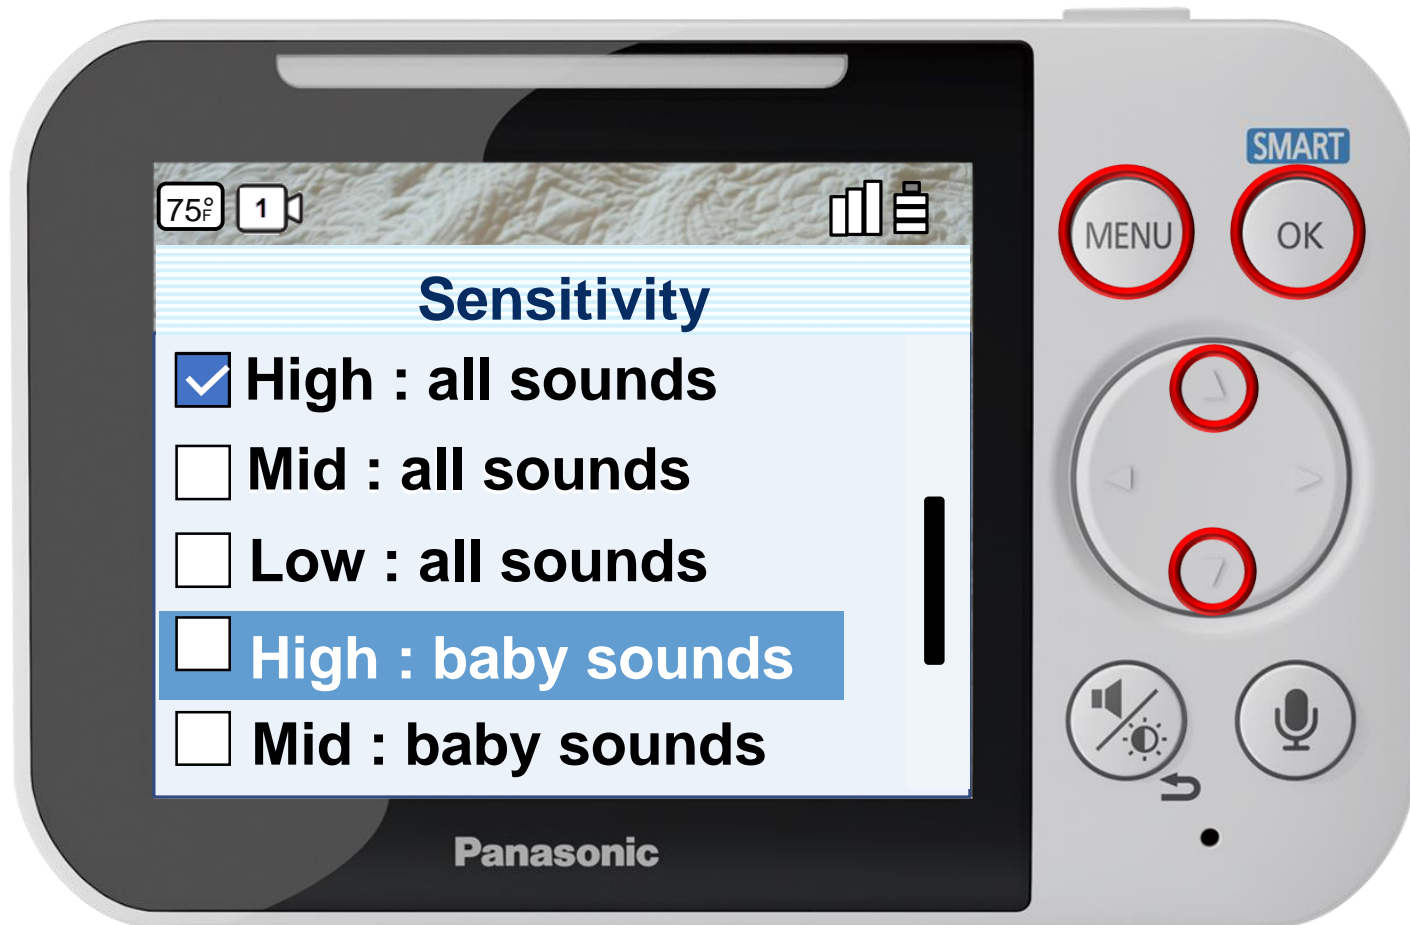 SMART
75°F
1
MENU
OK
Sensitivity
High : all sounds
Mid : all sounds
Low : all sounds
High : baby sounds
Mid : baby sounds
Panasonic